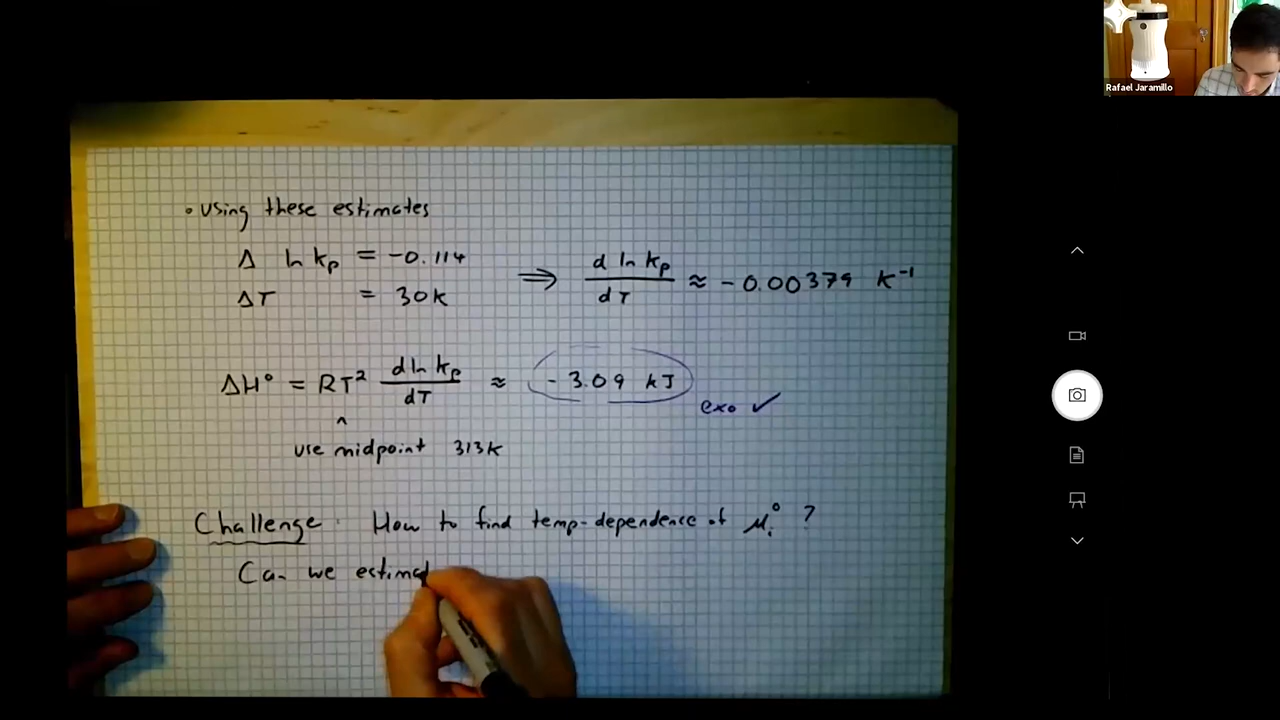 Rafael Jaramillo
• Using these estimates
Δ ln kp = -0.114
ΔT = 30K
⟹ d ln kp / dT ≈ -0.00379 K⁻¹
ΔH° = RT² d ln kp / dT ≈ -3.09 kJ
exo ✓
^
use midpoint 313K
Challenge: How to find temp-dependence of μᵢ° ?
Can we estimat